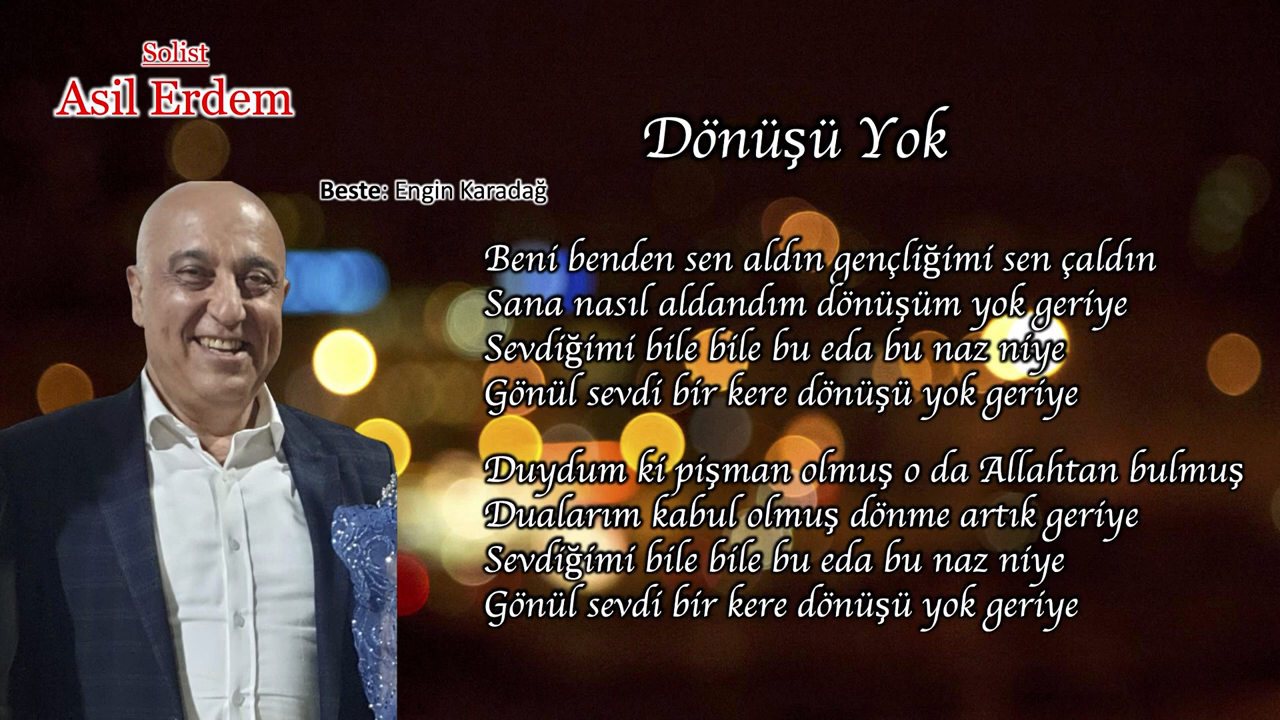 Solist
Asil Erdem
Dönüşü Yok
Beste: Engin Karadağ
Beni benden sen aldın gençliğimi sen çaldın
Sana nasıl aldandım dönüşüm yok geriye
Sevdiğimi bile bile bu eda bu naz niye
Gönül sevdi bir kere dönüşü yok geriye
Duydum ki pişman olmuş o da Allahtan bulmuş
Dualarım kabul olmuş dönme artık geriye
Sevdiğimi bile bile bu eda bu naz niye
Gönül sevdi bir kere dönüşü yok geriye